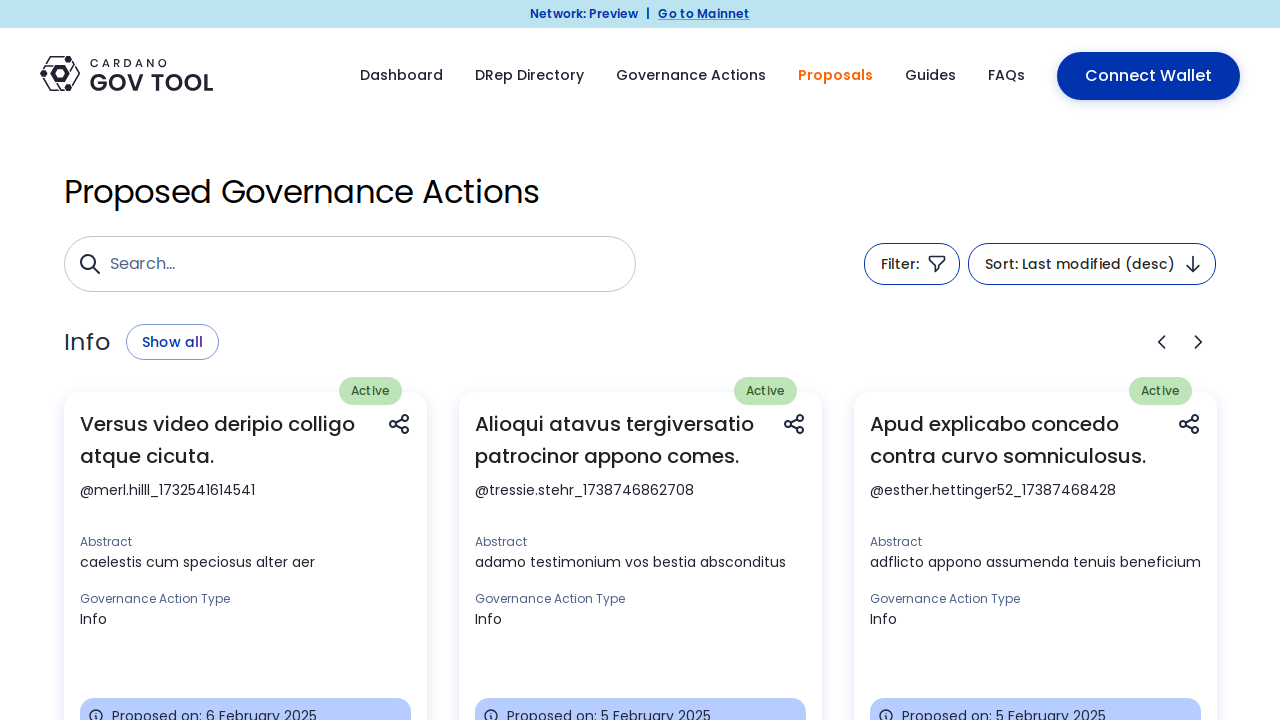 Network: Preview | Go to Mainnet
CARDANO
GOV TOOL
Dashboard
DRep Directory
Governance Actions
Proposals
Guides
FAQs
Connect Wallet
Proposed Governance Actions
Search...
Filter:
Sort: Last modified (desc)
Info
Show all
Active
Versus video deripio colligo
atque cicuta.
@merl.hilll_1732541614541
Abstract
caelestis cum speciosus alter aer
Governance Action Type
Info
Proposed on: 6 February 2025
Active
Alioqui atavus tergiversatio
patrocinor appono comes.
@tressie.stehr_1738746862708
Abstract
adamo testimonium vos bestia absconditus
Governance Action Type
Info
Proposed on: 5 February 2025
Active
Apud explicabo concedo
contra curvo somniculosus.
@esther.hettinger52_17387468428
Abstract
adflicto appono assumenda tenuis beneficium
Governance Action Type
Info
Proposed on: 5 February 2025